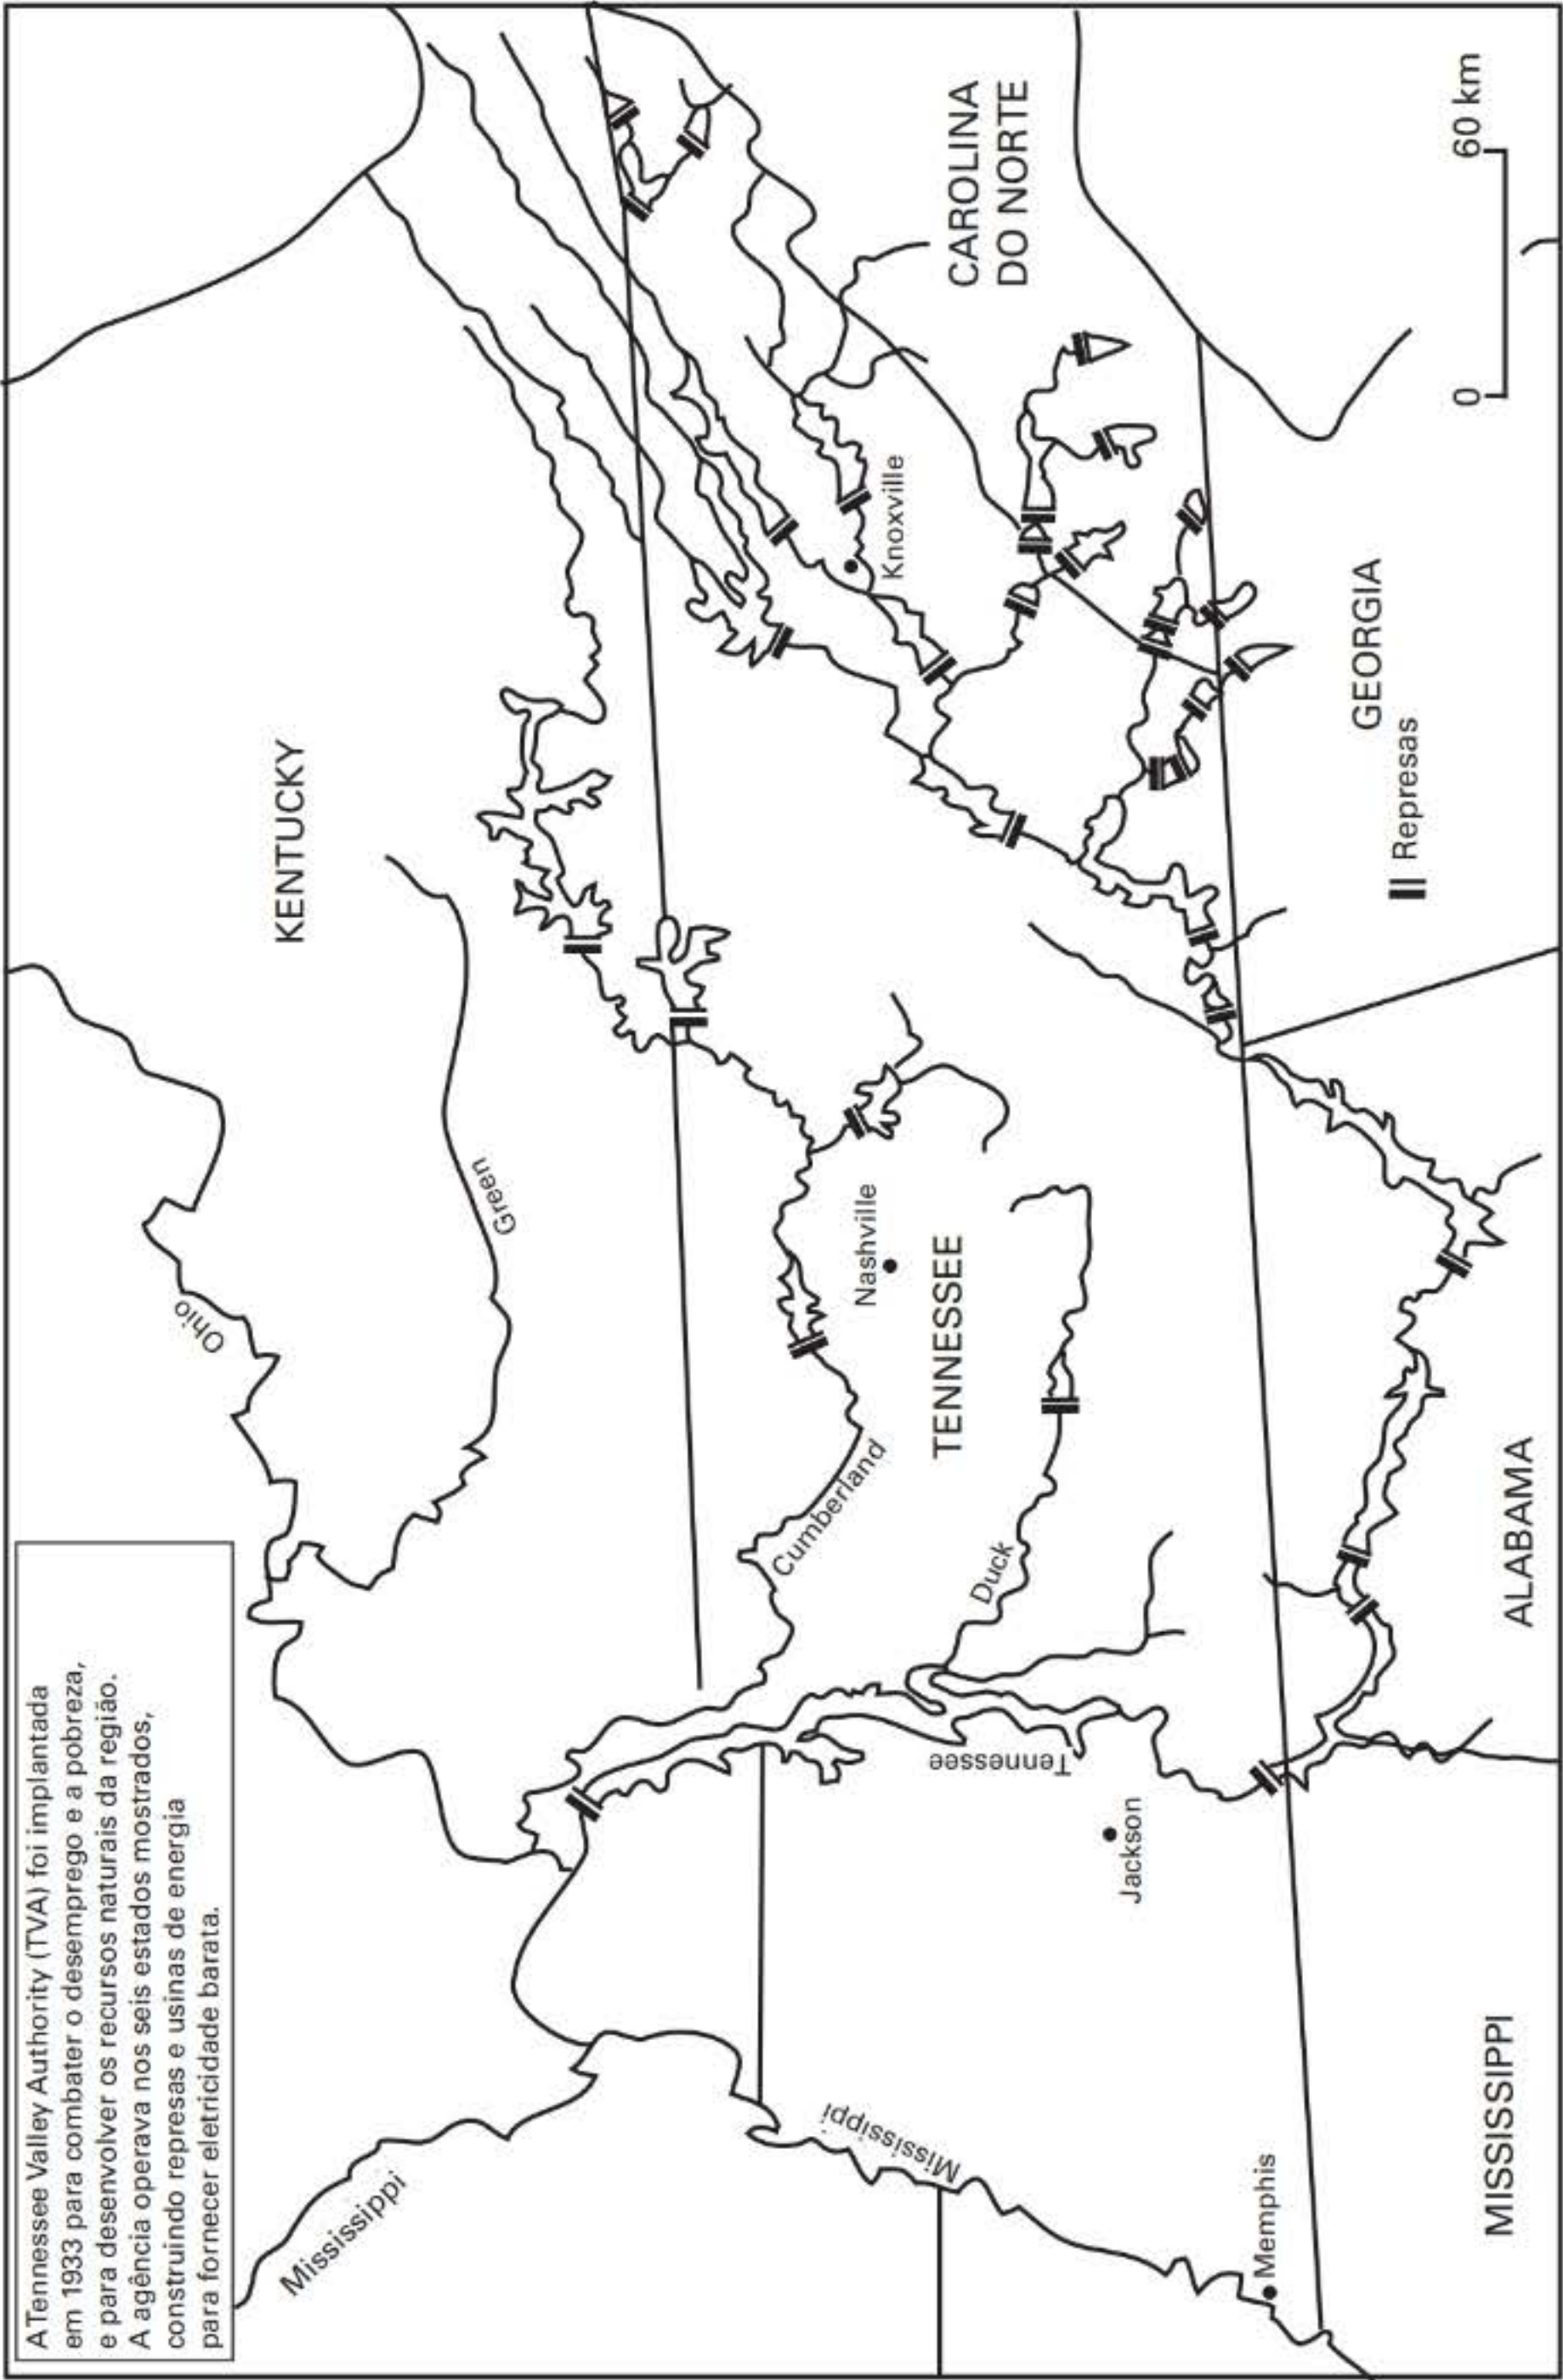 A Tennessee Valley Authority (TVA) foi implantada
em 1933 para combater o desemprego e a pobreza,
e para desenvolver os recursos naturais da região.
A agência operava nos seis estados mostrados,
construindo represas e usinas de energia
para fornecer eletricidade barata.
Mississippi
Ohio
Green
KENTUCKY
Mississippi
Cumberland
Nashville
TENNESSEE
Duck
Tennessee
Jackson
Memphis
Knoxville
CAROLINA
DO NORTE
MISSISSIPPI
ALABAMA
GEORGIA
Represas
0
60 km